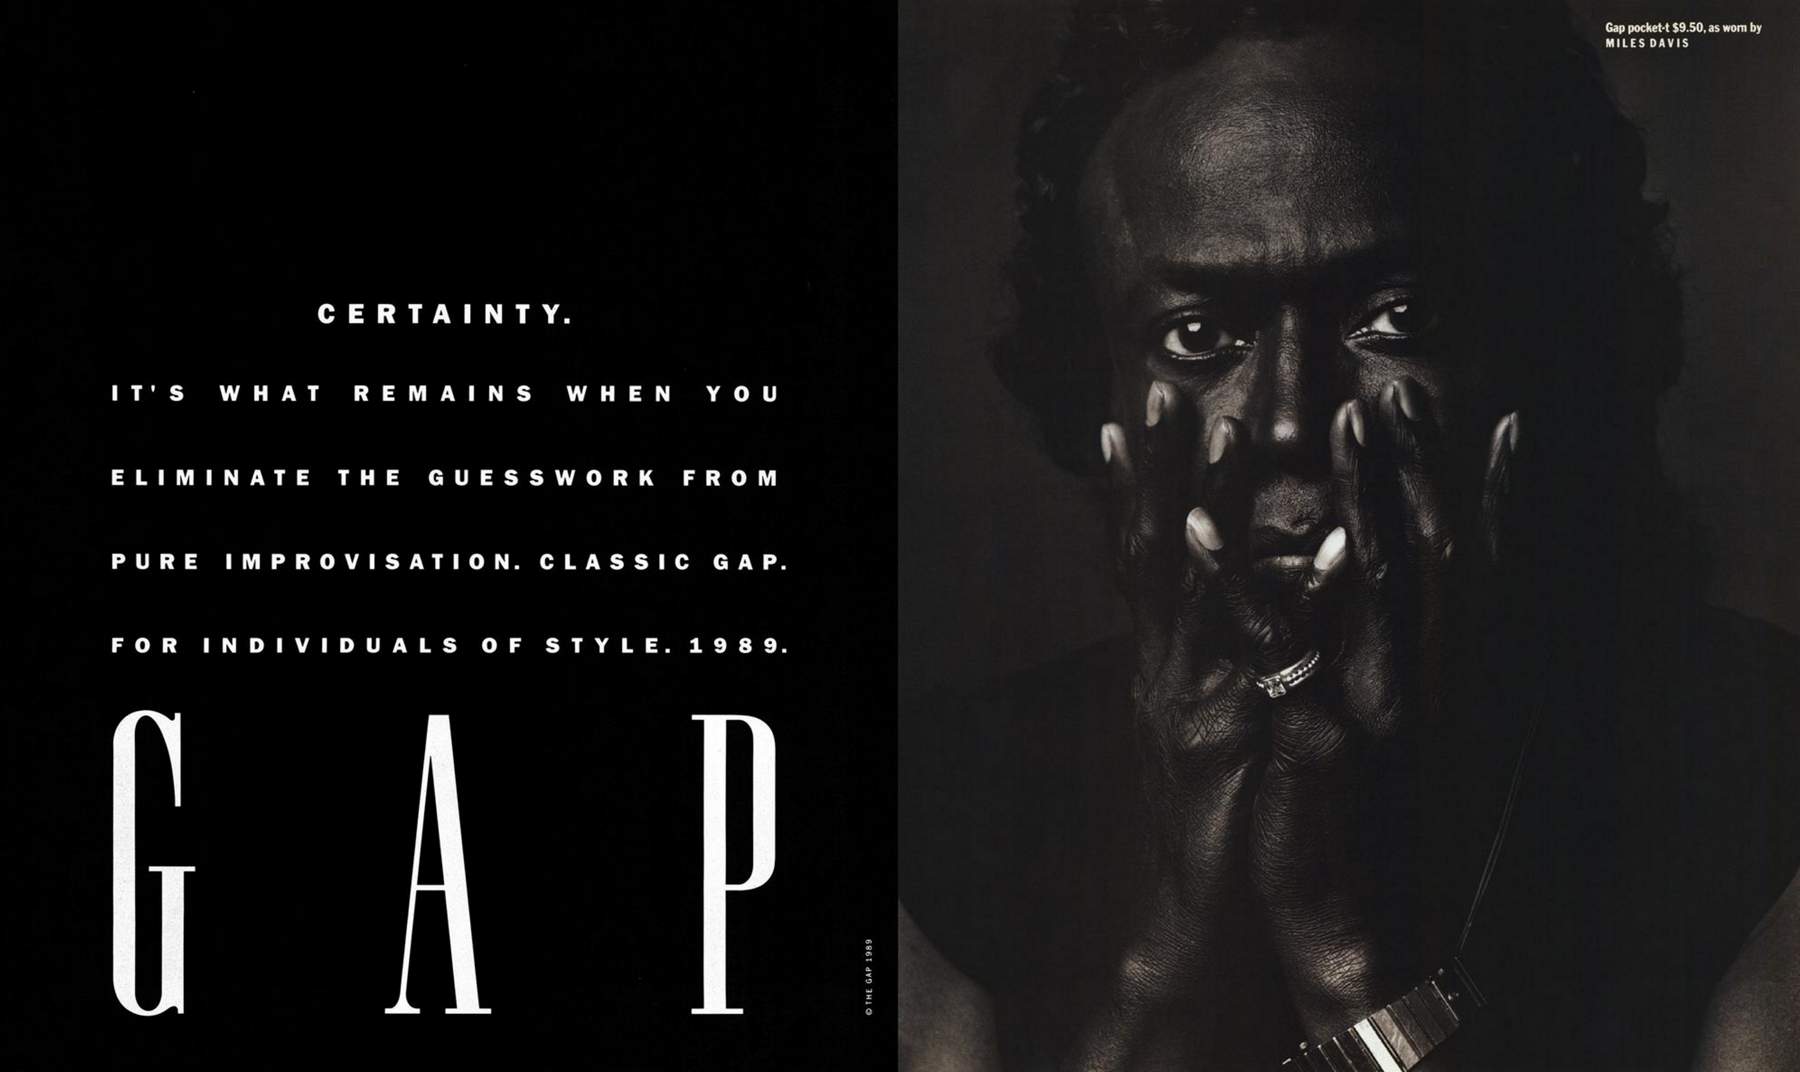 CERTAINTY.
IT'S WHAT REMAINS WHEN YOU
ELIMINATE THE GUESSWORK FROM
PURE IMPROVISATION. CLASSIC GAP.
FOR INDIVIDUALS OF STYLE. 1989.
GAP
© THE GAP 1989
Gap pocket-t $9.50, as worn by
MILES DAVIS